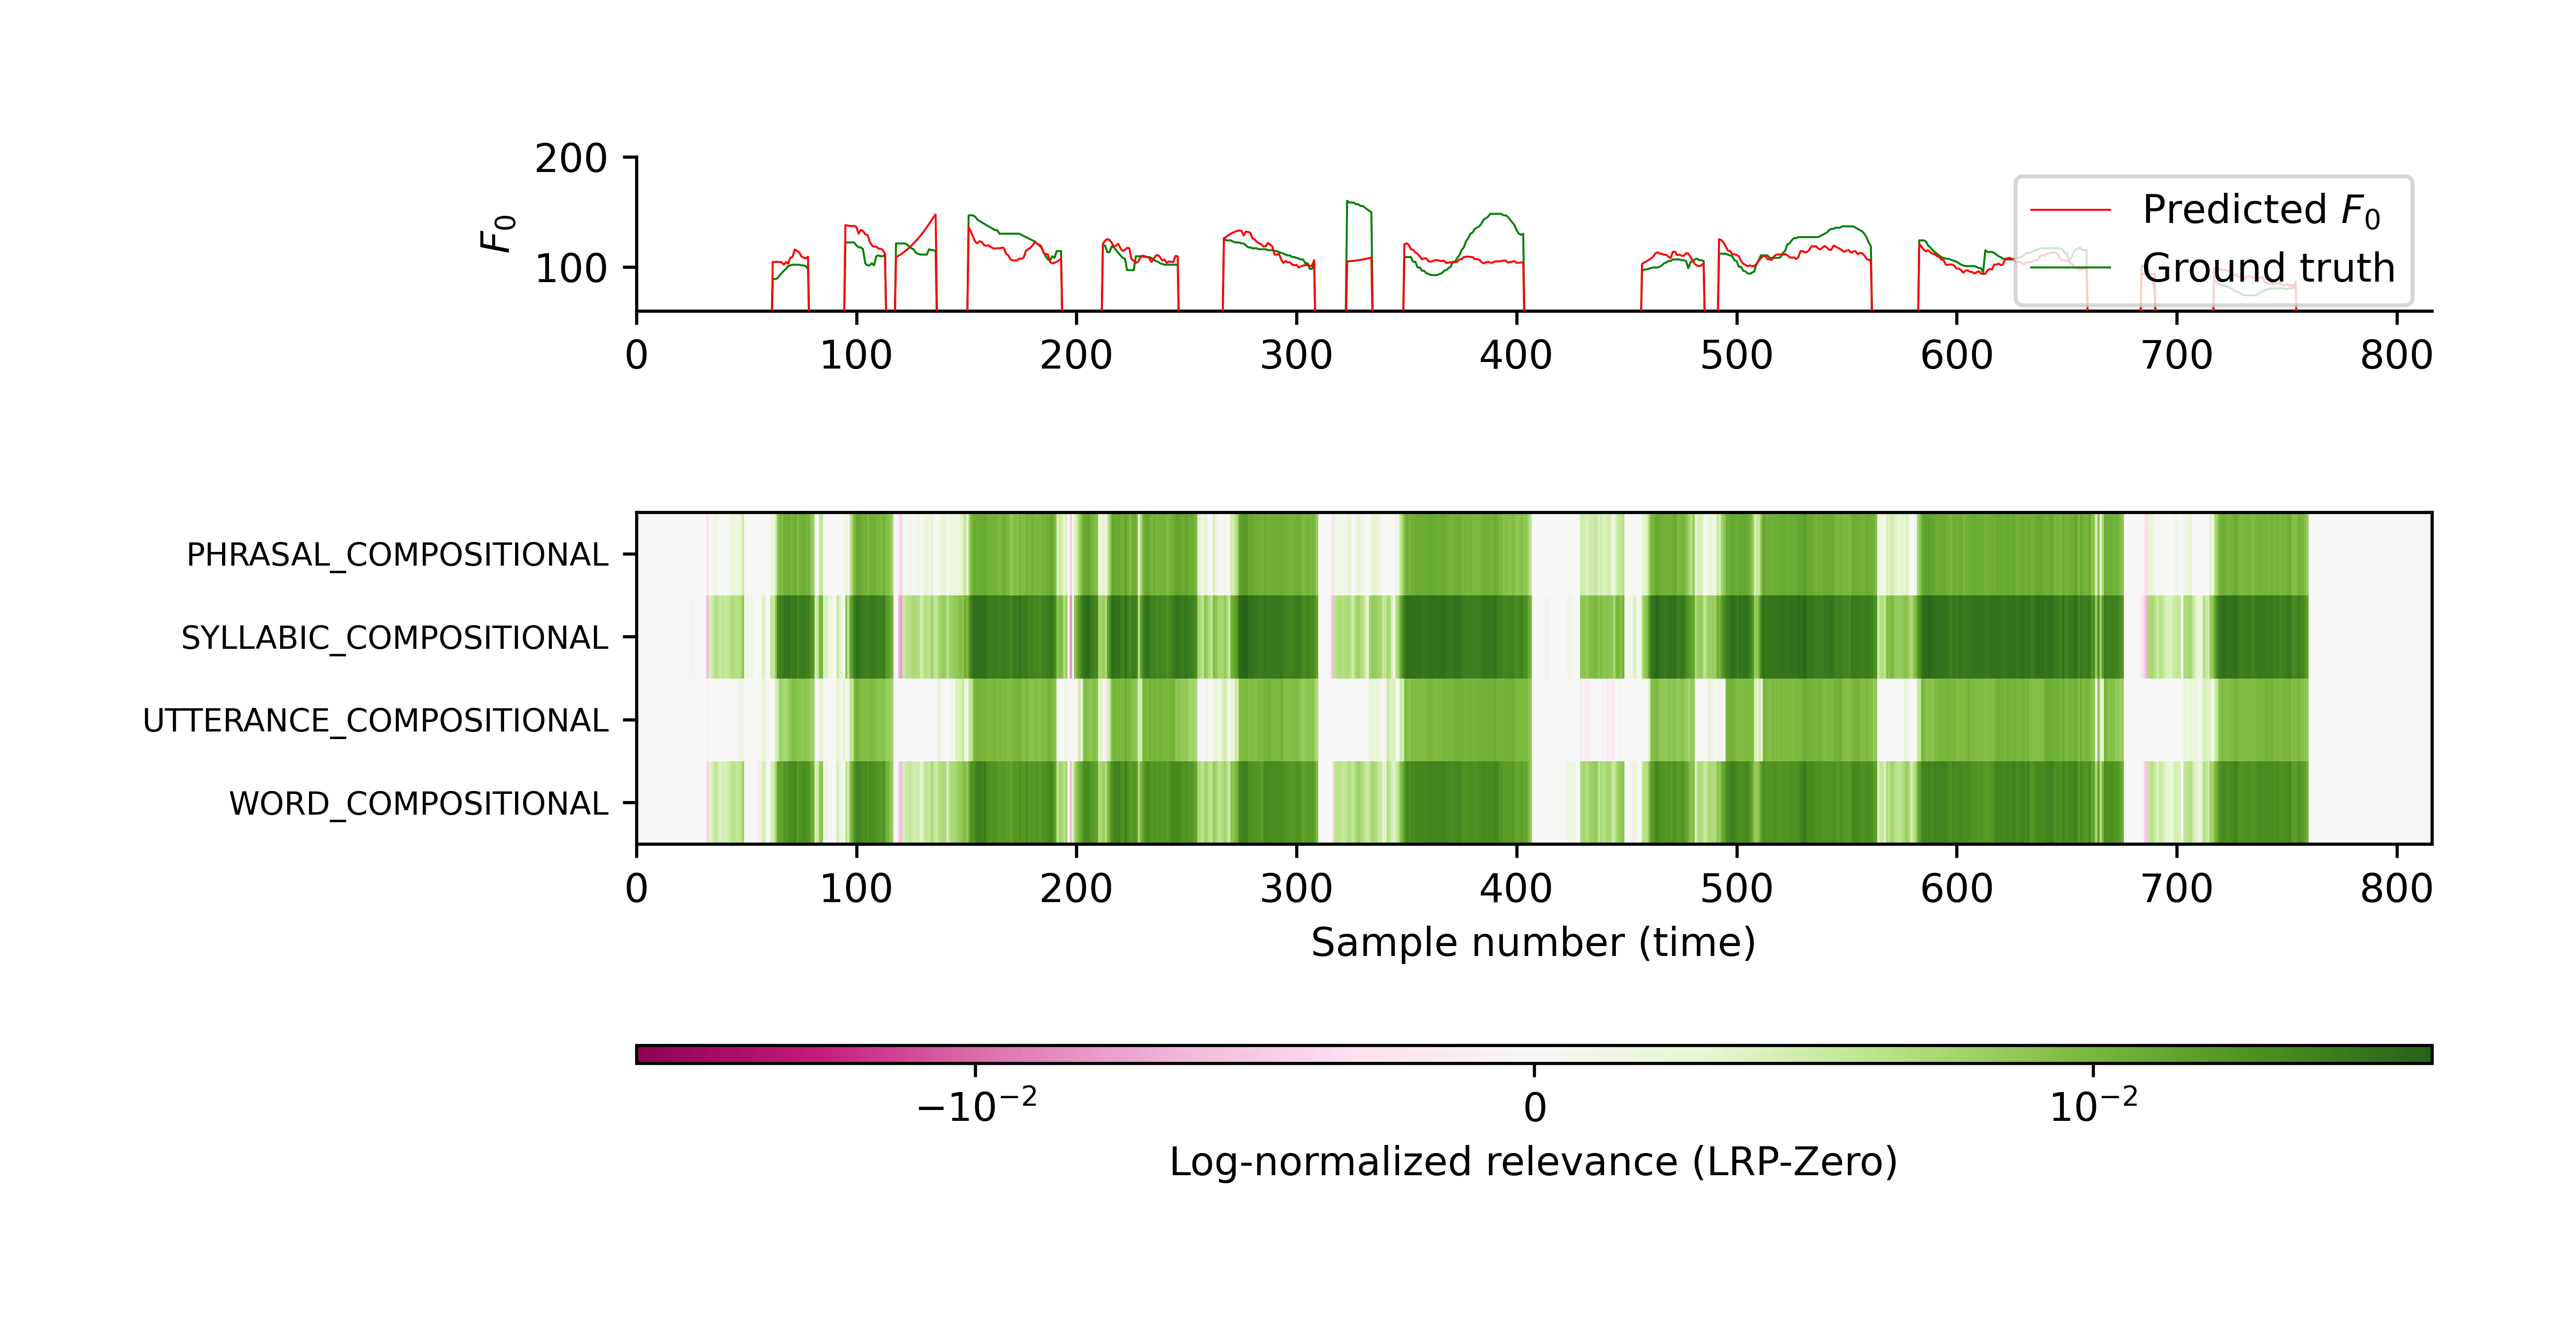 200
100
F₀
Predicted F₀
Ground truth
0 100 200 300 400 500 600 700 800
PHRASAL_COMPOSITIONAL
SYLLABIC_COMPOSITIONAL
UTTERANCE_COMPOSITIONAL
WORD_COMPOSITIONAL
0 100 200 300 400 500 600 700 800
Sample number (time)
−10⁻² 0 10⁻²
Log-normalized relevance (LRP-Zero)